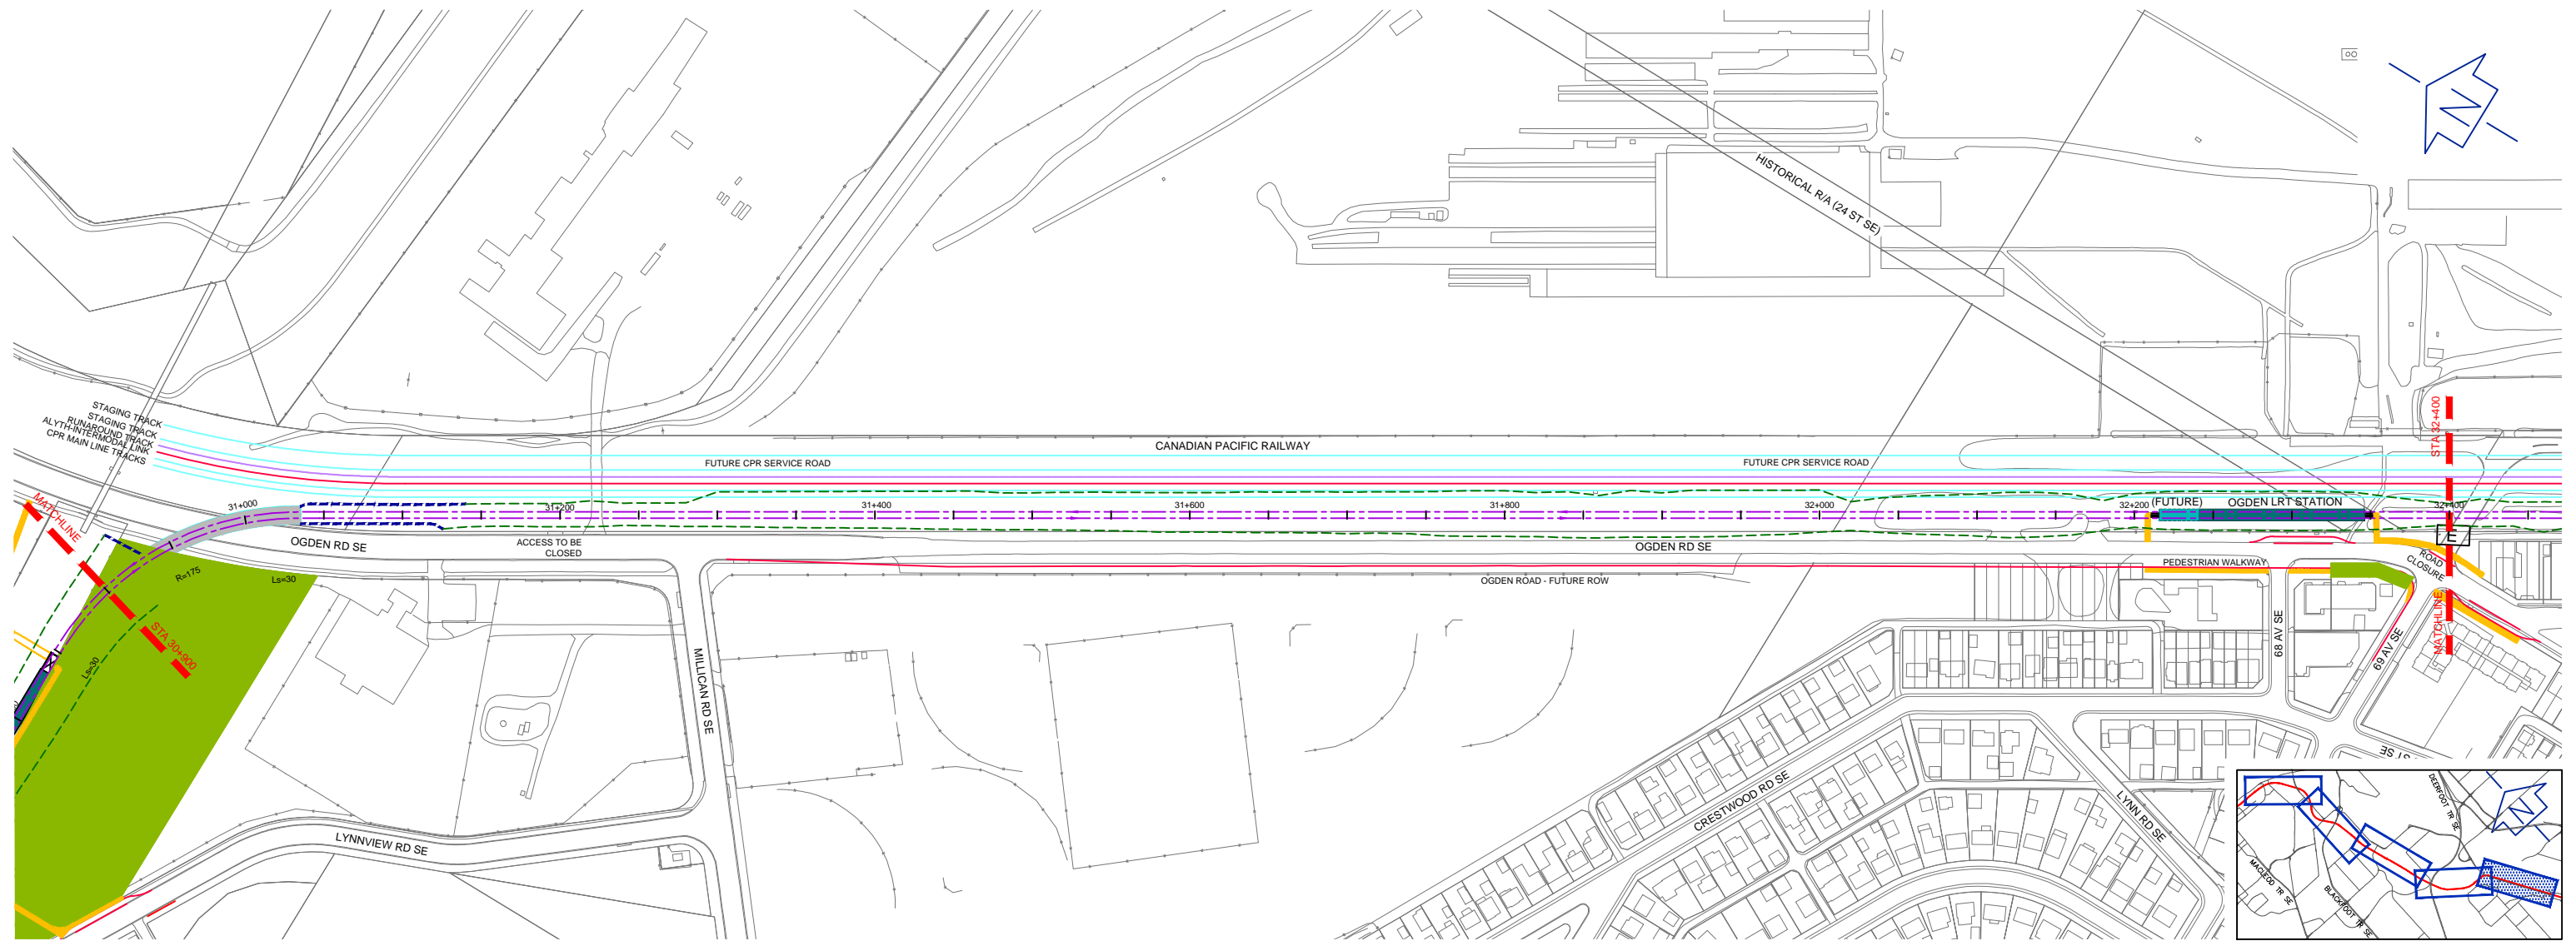 HISTORICAL R/A (24 ST SE)
N
STAGING TRACK
STAGING TRACK
RUNAROUND TRACK
ALYTH-INTERMODAL LINK
CPR MAIN LINE TRACKS
CANADIAN PACIFIC RAILWAY
FUTURE CPR SERVICE ROAD
FUTURE CPR SERVICE ROAD
STA 32+400
MATCHLINE
STA 30+900
31+000
31+200
31+400
31+600
31+800
32+000
32+200
(FUTURE)
OGDEN LRT STATION
32+400
E
R=175
Ls=30
Ls=30
OGDEN RD SE
ACCESS TO BE
CLOSED
OGDEN RD SE
OGDEN ROAD - FUTURE ROW
PEDESTRIAN WALKWAY
ROAD
CLOSURE
MATCHLINE
MILLICAN RD SE
68 AV SE
69 AV SE
ST SE
LYNNVIEW RD SE
CRESTWOOD RD SE
LYNN RD SE
DEERFOOT TR SE
MACLEOD TR SE
BLACKFOOT TR SE
N